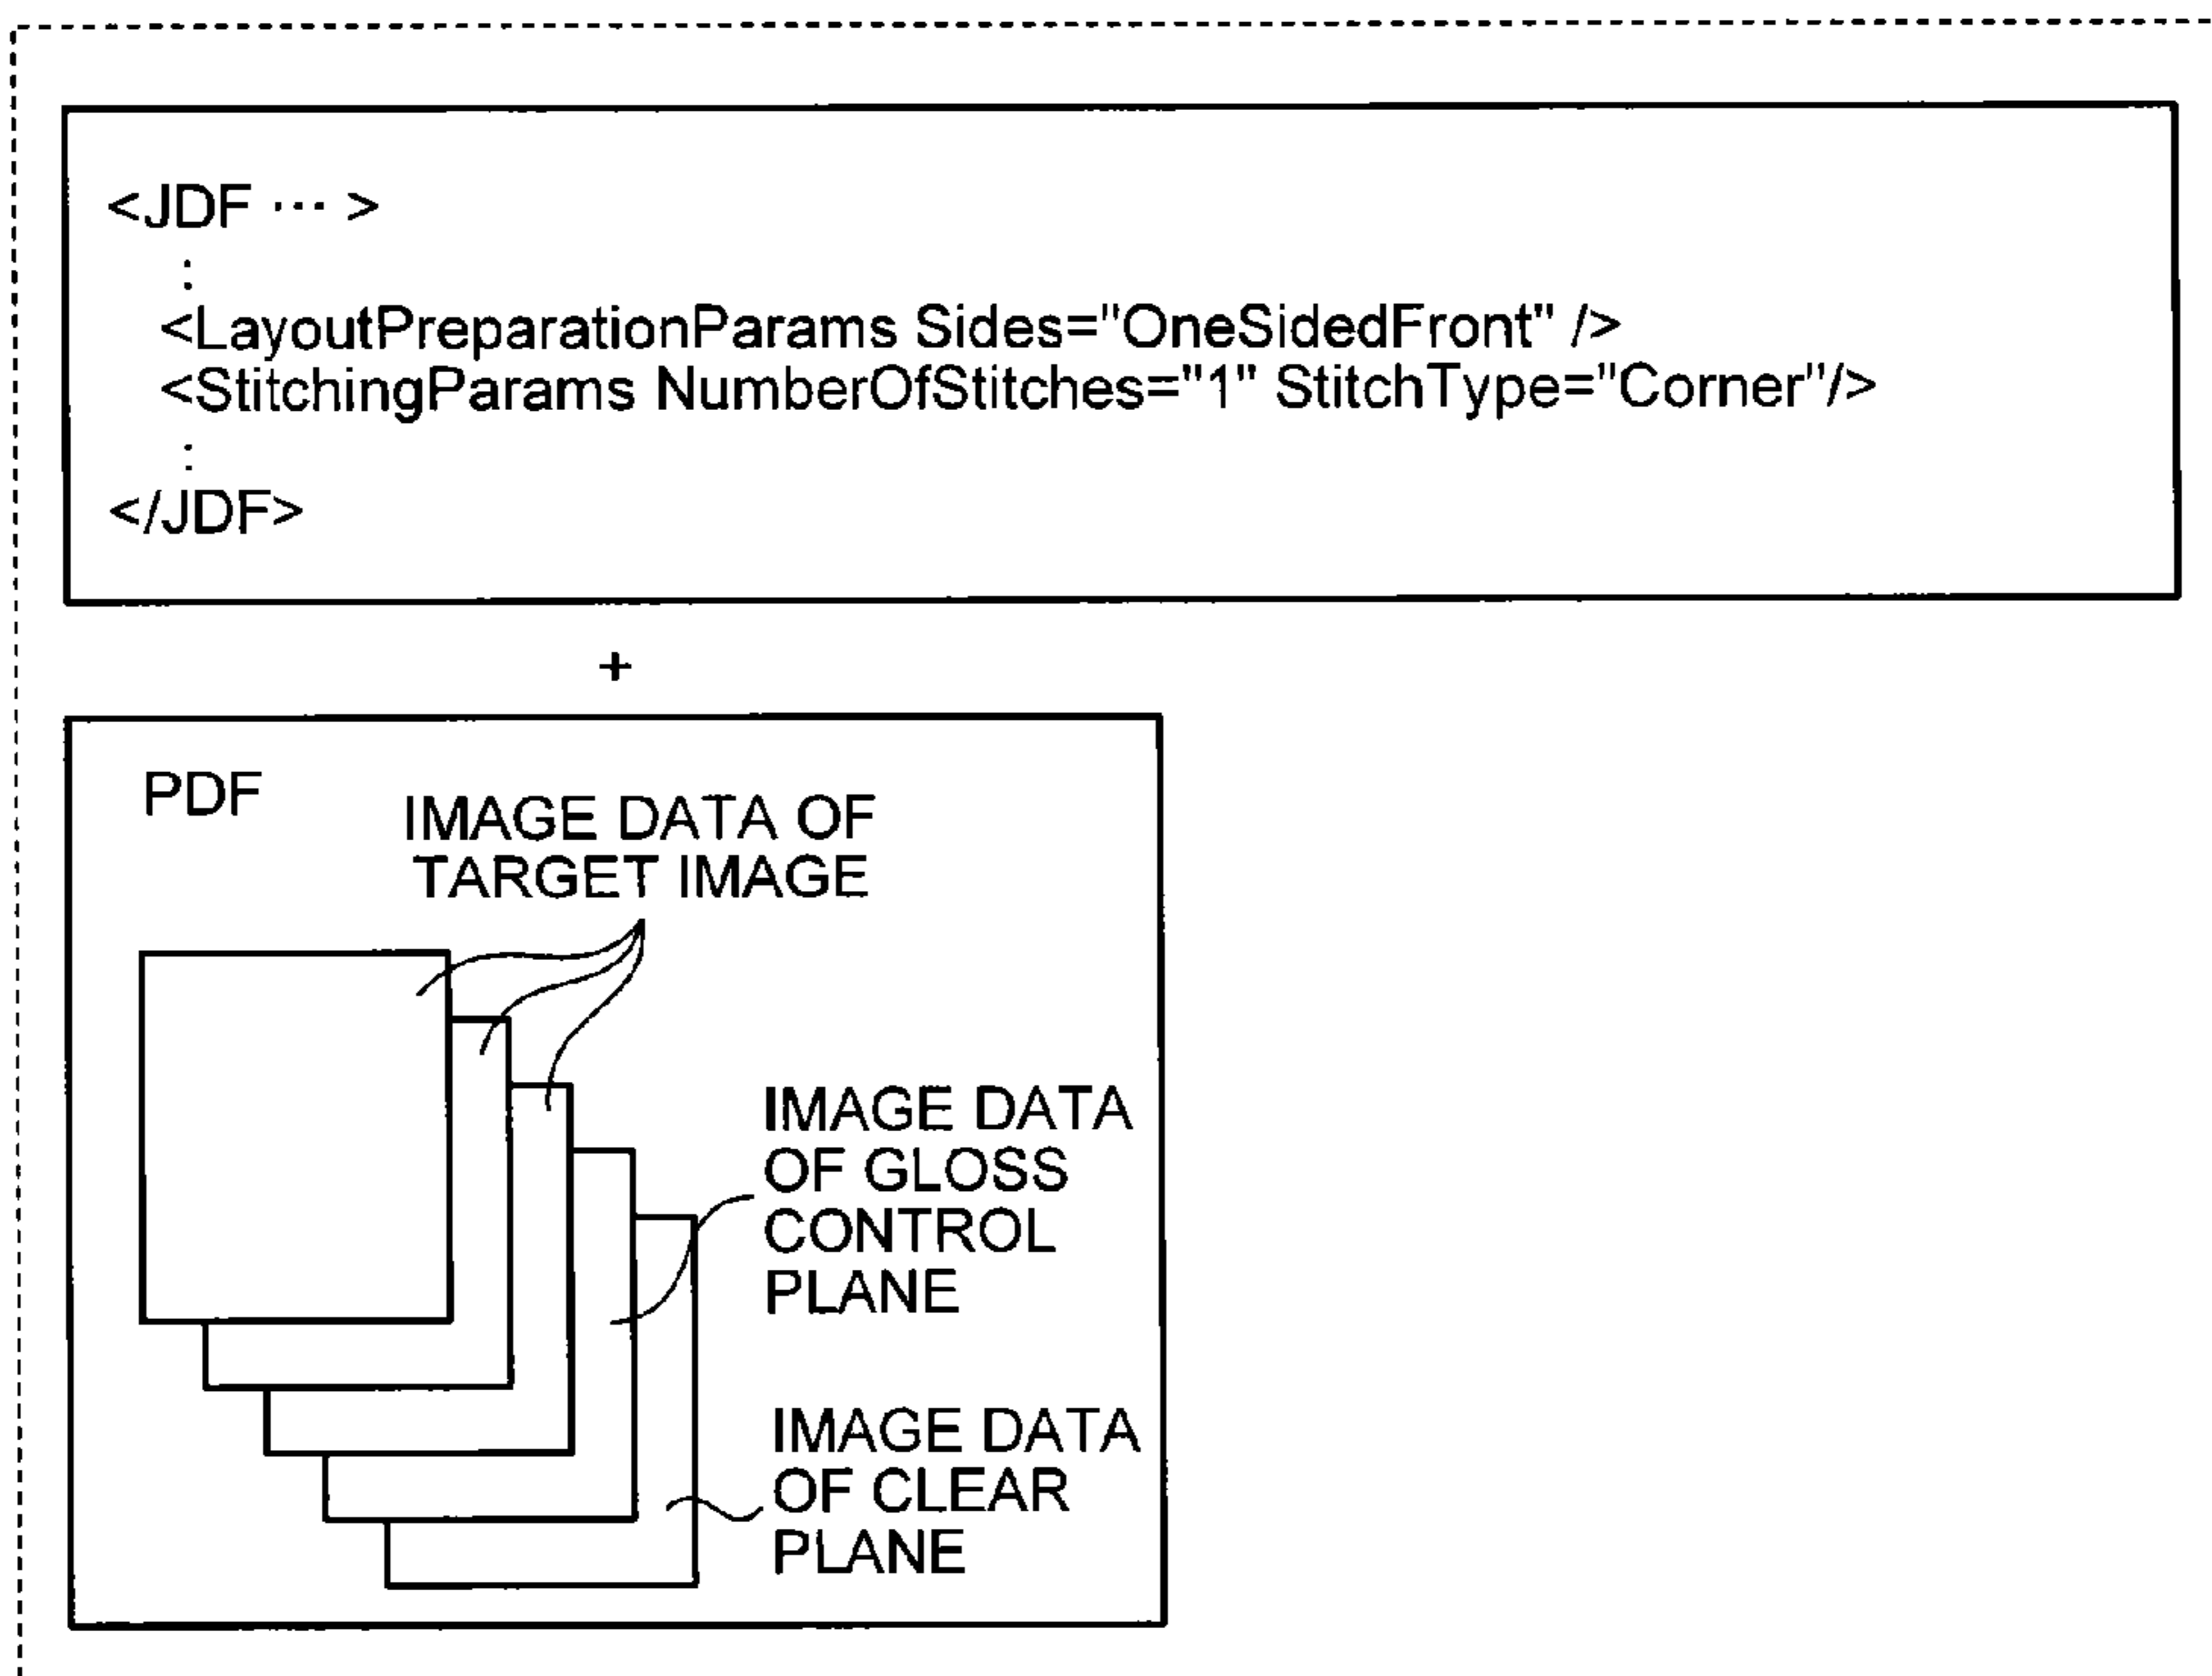 <JDF ··· >
:
<LayoutPreparationParams Sides="OneSidedFront" />
<StitchingParams NumberOfStitches="1" StitchType="Corner"/>
:
</JDF>
+
PDF
IMAGE DATA OF
TARGET IMAGE
IMAGE DATA
OF GLOSS
CONTROL
PLANE
IMAGE DATA
OF CLEAR
PLANE